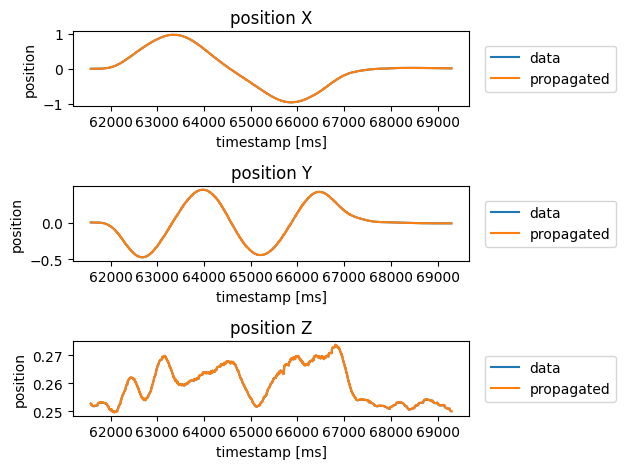 position X
position
1
0
−1
62000 63000 64000 65000 66000 67000 68000 69000
timestamp [ms]
data
propagated
position Y
position
0.0
−0.5
62000 63000 64000 65000 66000 67000 68000 69000
timestamp [ms]
data
propagated
position Z
position
0.27
0.26
0.25
62000 63000 64000 65000 66000 67000 68000 69000
timestamp [ms]
data
propagated